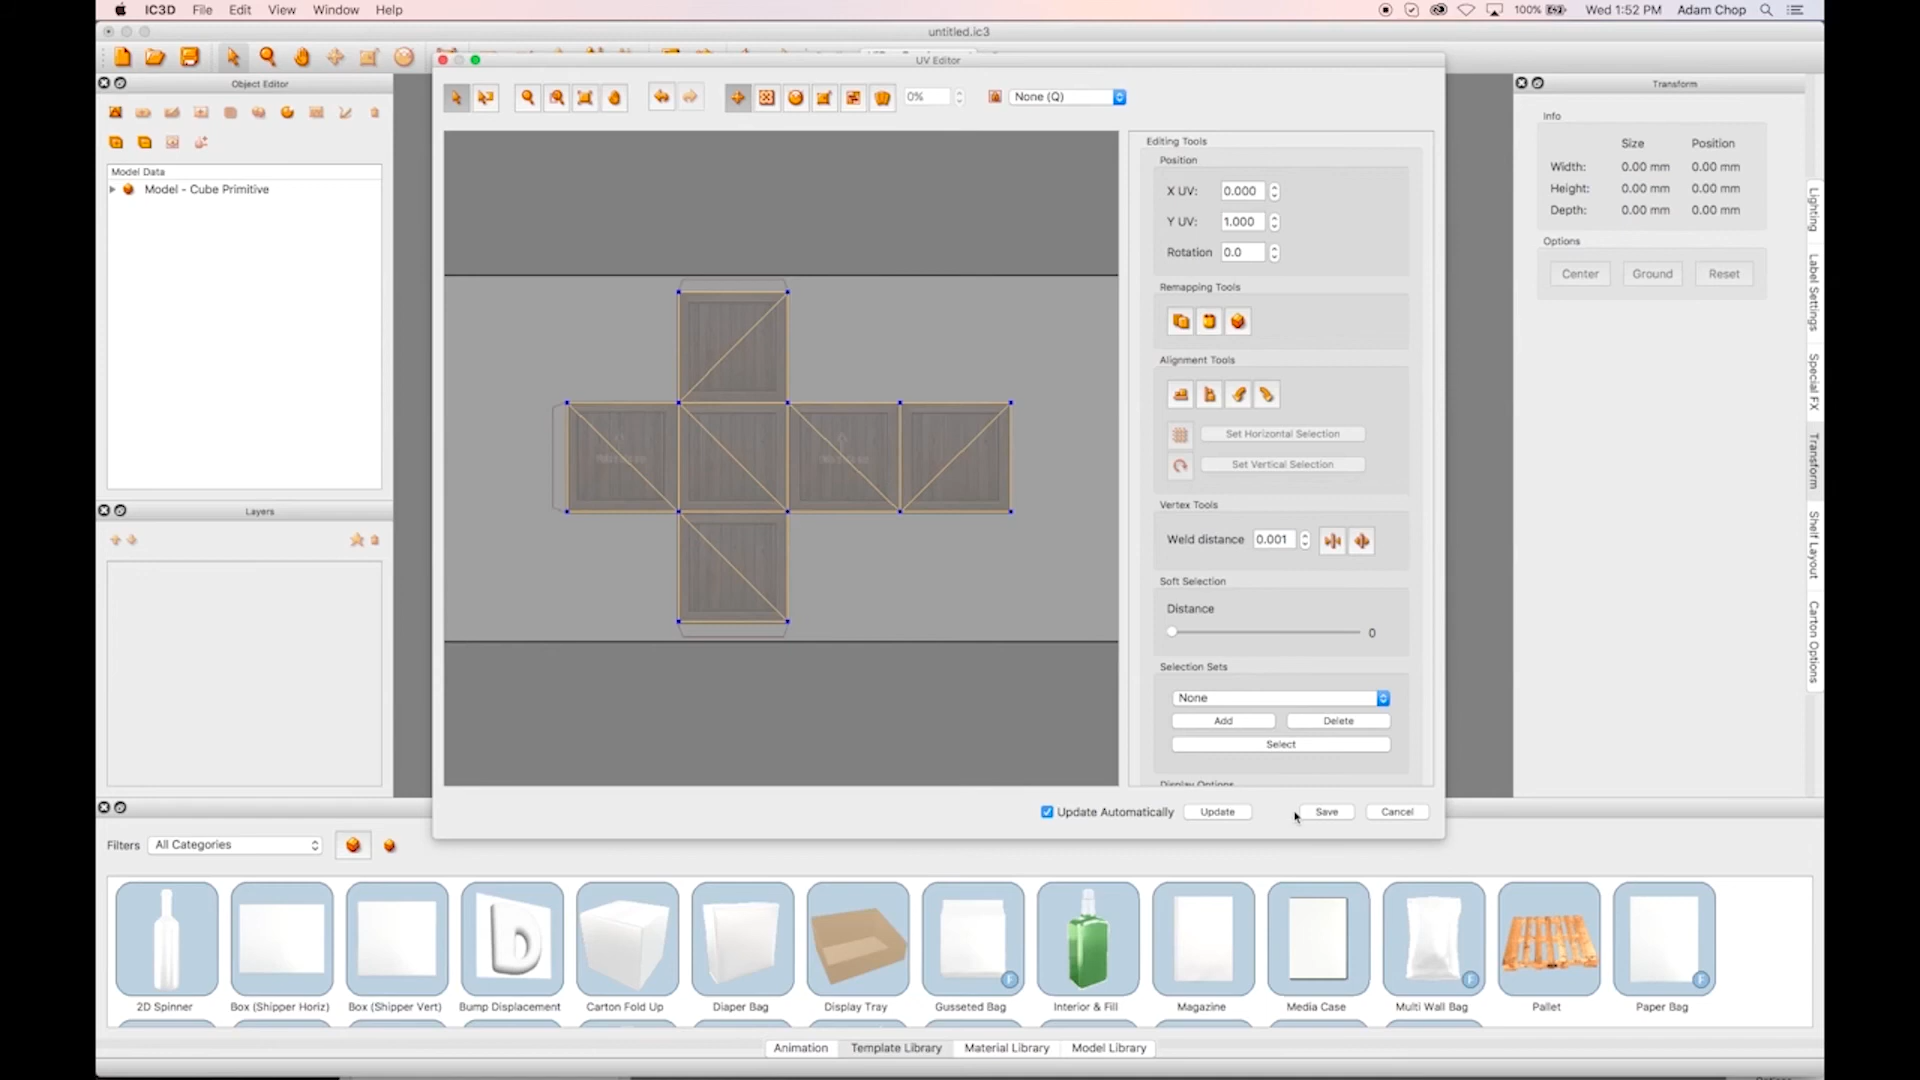 IC3D File Edit View Window Help
100% Wed 1:52 PM Adam Chop
untitled.ic3
Object Editor
UV Editor
Transform
0%
None (Q)
Model Data
Model - Cube Primitive
Editing Tools
Position
X UV: 0.000
Y UV: 1.000
Rotation 0.0
Remapping Tools
Alignment Tools
Set Horizontal Selection
Set Vertical Selection
Vertex Tools
Weld distance 0.001
Soft Selection
Distance
0
Selection Sets
None
Add Delete
Select
Display Options
Update Automatically Update Save Cancel
Info
Size Position
Width: 0.00 mm 0.00 mm
Height: 0.00 mm 0.00 mm
Depth: 0.00 mm 0.00 mm
Options
Center Ground Reset
Lighting
Label Settings
Special FX
Transform
Shelf Layout
Carton Options
Layers
Filters All Categories
2D Spinner Box (Shipper Horiz) Box (Shipper Vert) Bump Displacement Carton Fold Up Diaper Bag Display Tray Gusseted Bag Interior & Fill Magazine Media Case Multi Wall Bag Pallet Paper Bag
Animation Template Library Material Library Model Library